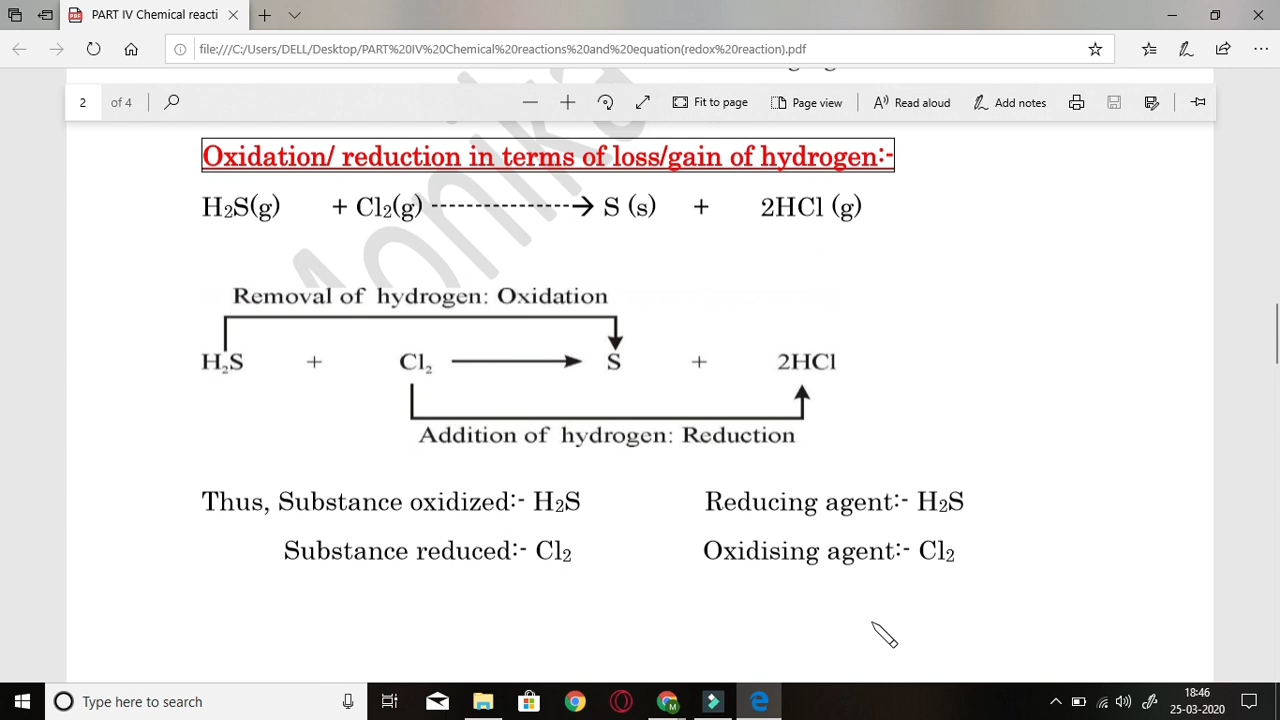 PART IV Chemical reacti
file:///C:/Users/DELL/Desktop/PART%20IV%20Chemical%20reactions%20and%20equation(redox%20reaction).pdf
2 of 4 Fit to page Page view Read aloud Add notes
Oxidation/ reduction in terms of loss/gain of hydrogen:-
H₂S(g) + Cl₂(g) -----------------→ S (s) + 2HCl (g)
Removal of hydrogen: Oxidation
H₂S + Cl₂ → S + 2HCl
Addition of hydrogen: Reduction
Thus, Substance oxidized:- H₂S Reducing agent:- H₂S
Substance reduced:- Cl₂ Oxidising agent:- Cl₂
Type here to search
18:46
25-03-2020